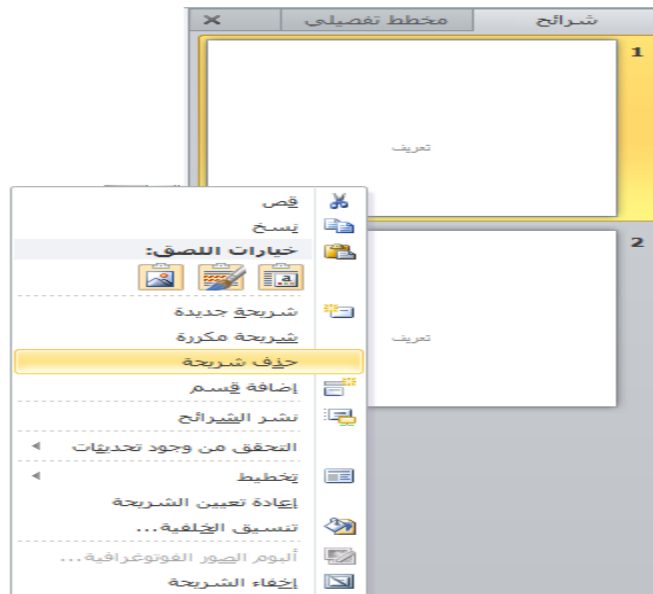 شرائح مخطط تفصيلي
1
تعريف
2
تعريف
قص
نسخ
خيارات اللصق:
شريحة جديدة
شريحة مكررة
حذف شريحة
إضافة قسم
نشر الشرائح
التحقق من وجود تحديثات
تخطيط
إعادة تعيين الشريحة
تنسيق الخلفية...
ألبوم الصور الفوتوغرافية...
إخفاء الشريحة